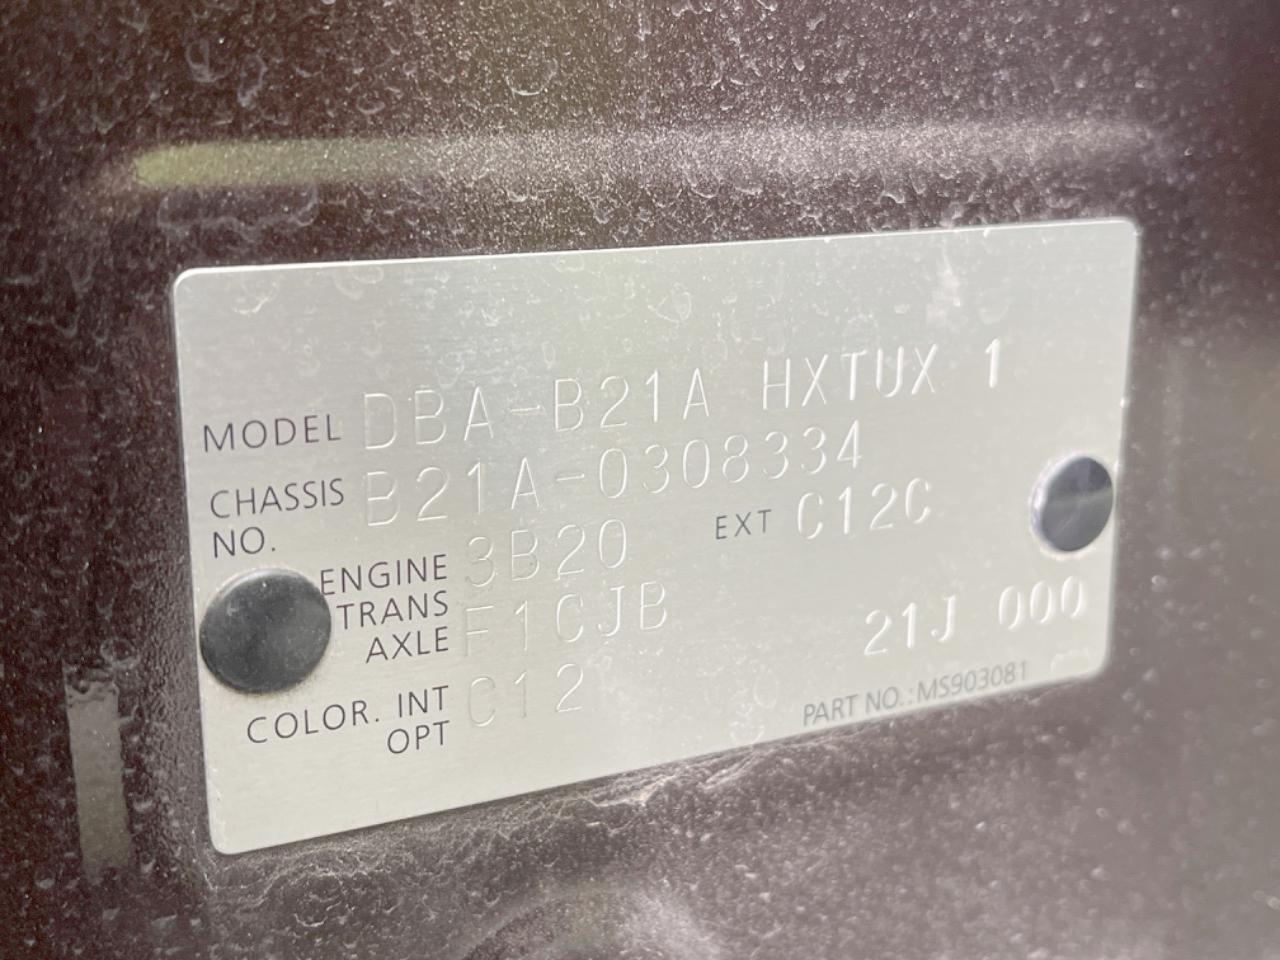 MODEL DBA-B21A HXTUX 1
CHASSIS NO. B21A-0308334
ENGINE 3B20 EXT C12C
TRANS AXLE F1CJB
21J 000
COLOR. INT C12
OPT
PART NO.: MS903081